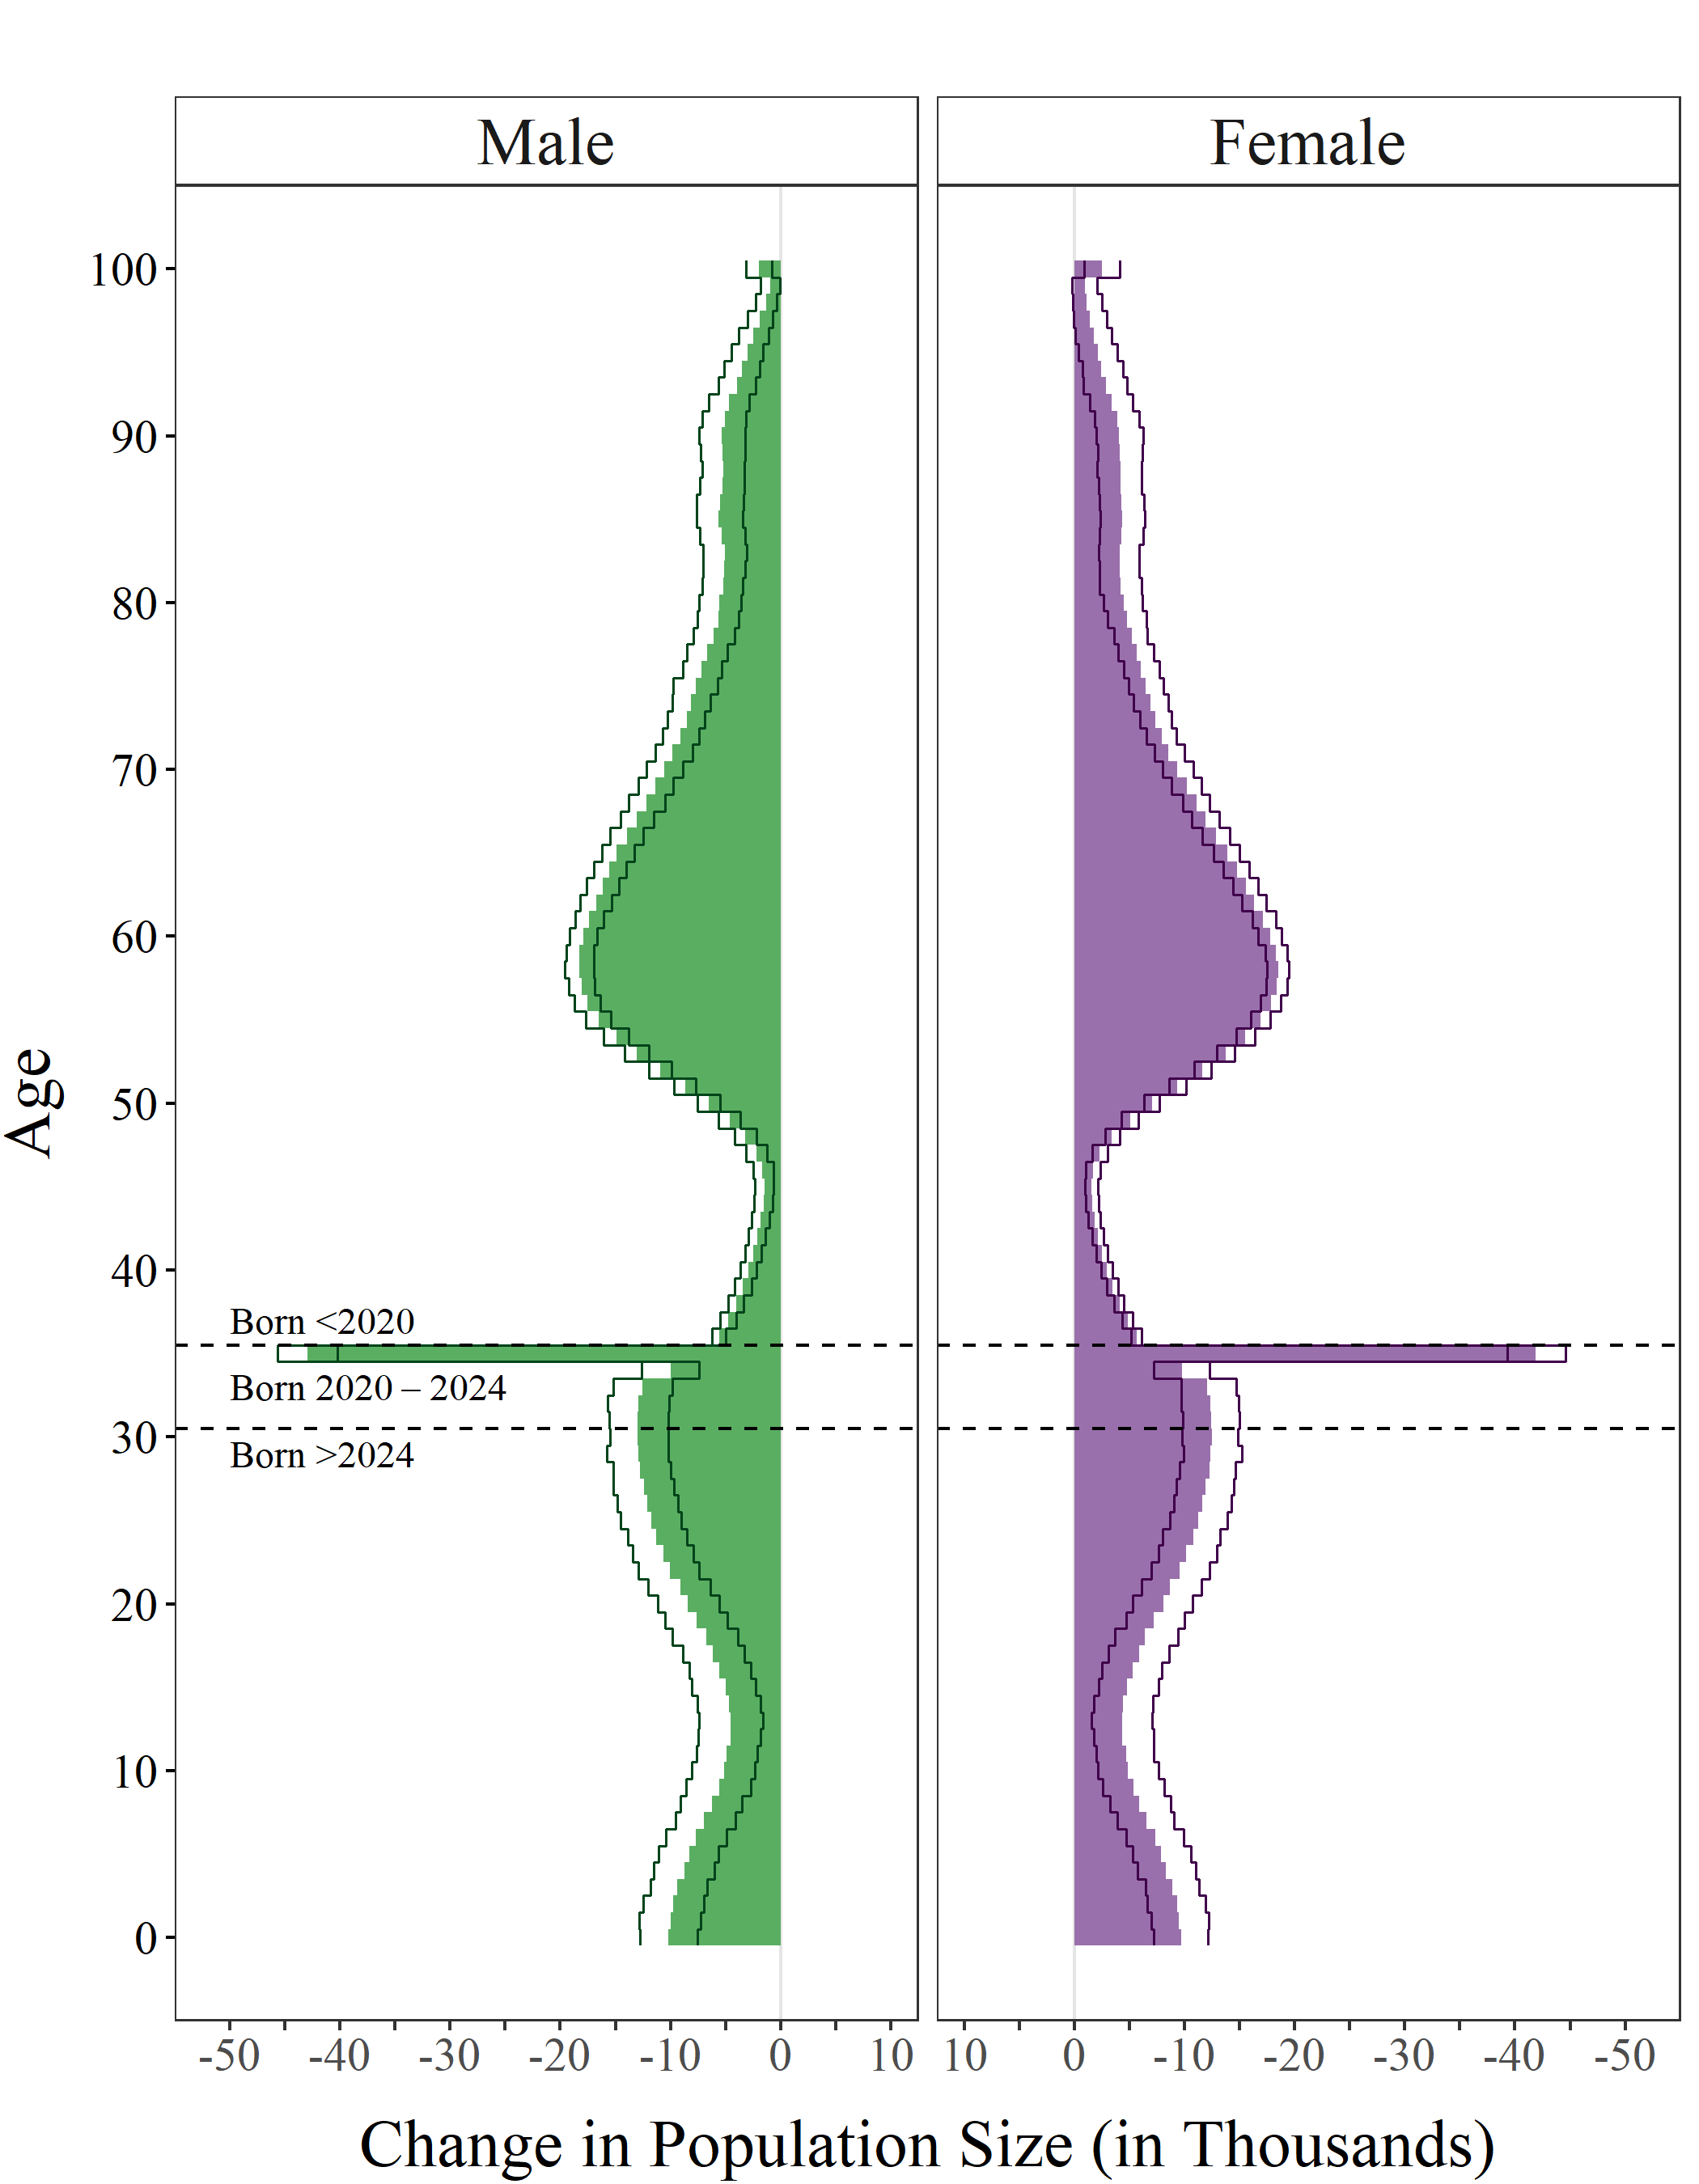 Male
Female
100
90
80
70
60
50
40
30
20
10
0
Age
Born <2020
Born 2020 – 2024
Born >2024
-50 -40 -30 -20 -10 0 10
10 0 -10 -20 -30 -40 -50
Change in Population Size (in Thousands)